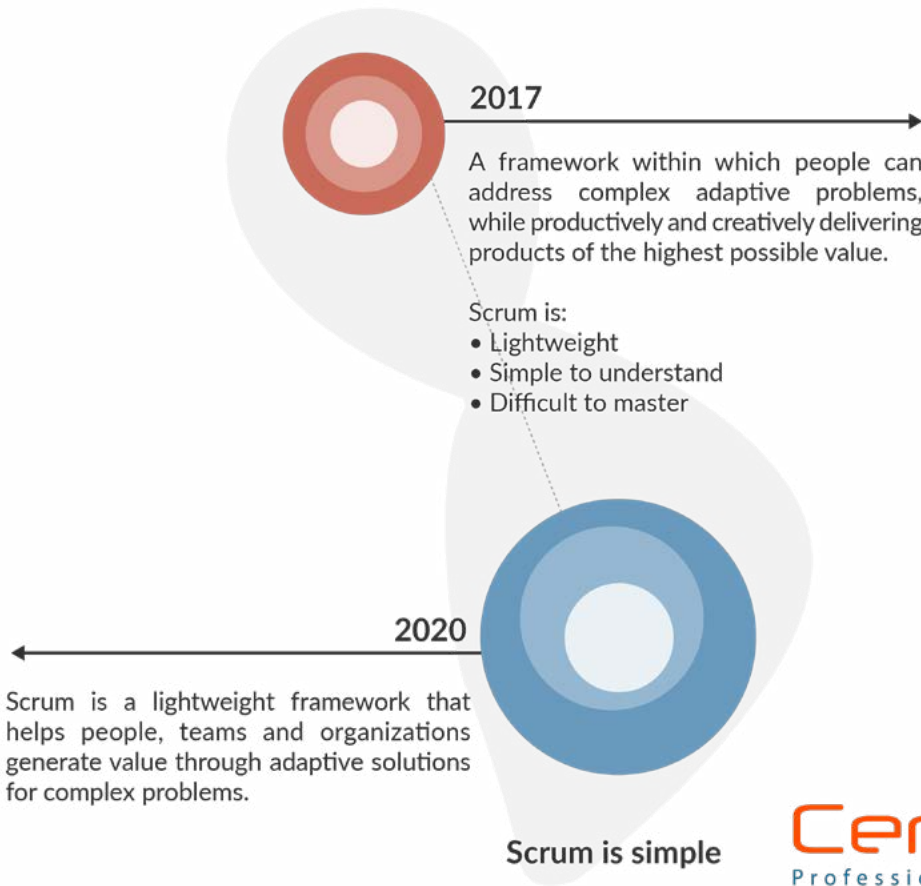 2017
A framework within which people can
address complex adaptive problems,
while productively and creatively delivering
products of the highest possible value.
Scrum is:
• Lightweight
• Simple to understand
• Difficult to master
2020
Scrum is a lightweight framework that
helps people, teams and organizations
generate value through adaptive solutions
for complex problems.
Scrum is simple